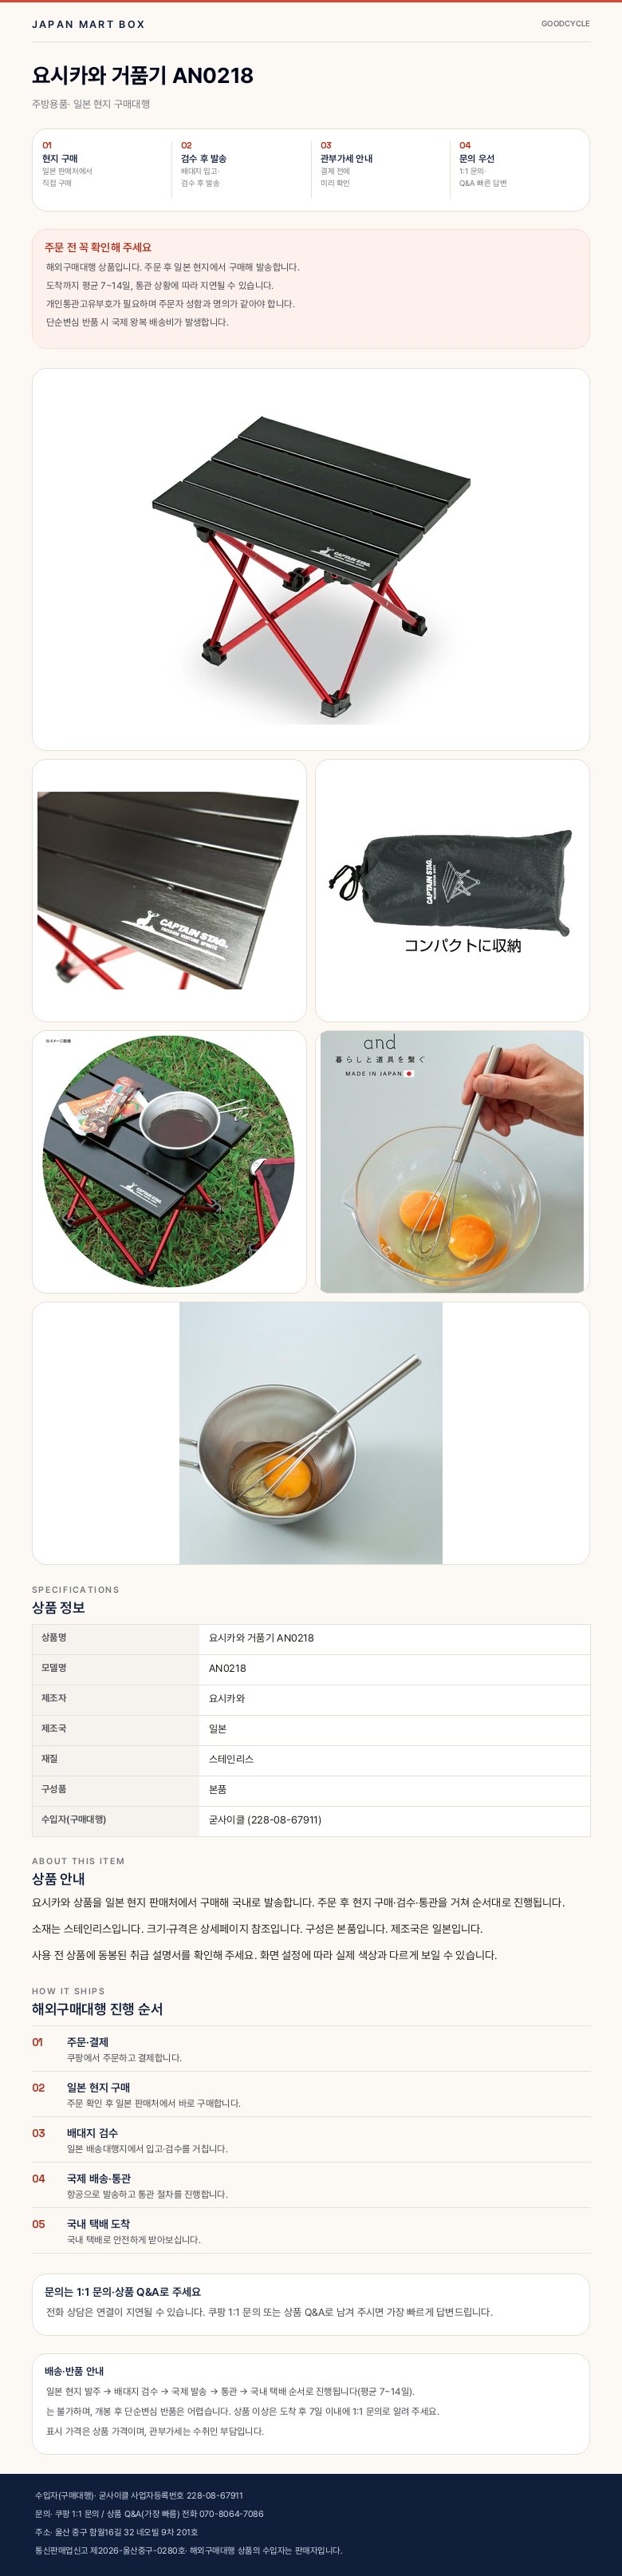 JAPAN MART BOX
GOODCYCLE
요시카와 거품기 AN0218
주방용품· 일본 현지 구매대행
01
현지 구매
일본 판매처에서
직접 구매
02
검수 후 발송
배대지 입고·
검수 후 발송
03
관부가세 안내
결제 전에
미리 확인
04
문의 우선
1:1 문의·
Q&A 빠른 답변
주문 전 꼭 확인해 주세요
해외구매대행 상품입니다. 주문 후 일본 현지에서 구매해 발송합니다.
도착까지 평균 7~14일, 통관 상황에 따라 지연될 수 있습니다.
개인통관고유부호가 필요하며 주문자 성함과 명의가 같아야 합니다.
단순변심 반품 시 국제 왕복 배송비가 발생합니다.
CAPTAIN STAG
CAPTAIN STAG.
CAPTAIN STAG.
コンパクトに収納
※イメージ画像
CAPTAIN STAG
and
暮らしと道具を繋ぐ
MADE IN JAPAN
SPECIFICATIONS
상품 정보
상품명 요시카와 거품기 AN0218
모델명 AN0218
제조자 요시카와
제조국 일본
재질 스테인리스
구성품 본품
수입자(구매대행) 굳사이클 (228-08-67911)
ABOUT THIS ITEM
상품 안내
요시카와 상품을 일본 현지 판매처에서 구매해 국내로 발송합니다. 주문 후 현지 구매·검수·통관을 거쳐 순서대로 진행됩니다.
소재는 스테인리스입니다. 크기·규격은 상세페이지 참조입니다. 구성은 본품입니다. 제조국은 일본입니다.
사용 전 상품에 동봉된 취급 설명서를 확인해 주세요. 화면 설정에 따라 실제 색상과 다르게 보일 수 있습니다.
HOW IT SHIPS
해외구매대행 진행 순서
01 주문·결제
쿠팡에서 주문하고 결제합니다.
02 일본 현지 구매
주문 확인 후 일본 판매처에서 바로 구매합니다.
03 배대지 검수
일본 배송대행지에서 입고·검수를 거칩니다.
04 국제 배송·통관
항공으로 발송하고 통관 절차를 진행합니다.
05 국내 택배 도착
국내 택배로 안전하게 받아보십니다.
문의는 1:1 문의·상품 Q&A로 주세요
전화 상담은 연결이 지연될 수 있습니다. 쿠팡 1:1 문의 또는 상품 Q&A로 남겨 주시면 가장 빠르게 답변드립니다.
배송·반품 안내
일본 현지 발주 → 배대지 검수 → 국제 발송 → 통관 → 국내 택배 순서로 진행됩니다(평균 7~14일).
는 불가하며, 개봉 후 단순변심 반품은 어렵습니다. 상품 이상은 도착 후 7일 이내에 1:1 문의로 알려 주세요.
표시 가격은 상품 가격이며, 관부가세는 수취인 부담입니다.
수입자(구매대행)· 굳사이클 사업자등록번호 228-08-67911
문의· 쿠팡 1:1 문의 / 상품 Q&A(가장 빠름) 전화 070-8064-7086
주소· 울산 중구 함월16길 32 네오빌 9차 201호
통신판매업신고 제2026-울산중구-0280호· 해외구매대행 상품의 수입자는 판매자입니다.